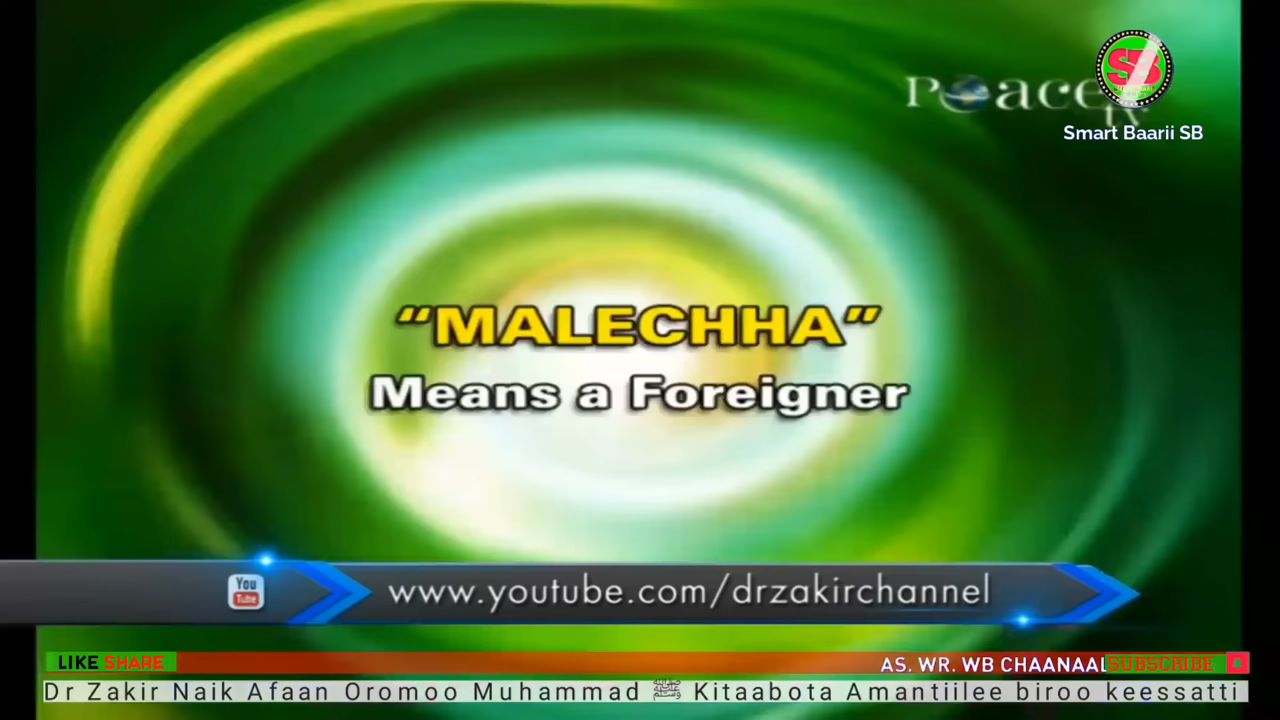 Peace TV
SB
Smart Baarii SB
“MALECHHA”
Means a Foreigner
You
Tube
www.youtube.com/drzakirchannel
LIKE SHARE
AS. WR. WB CHAANAAL SUBSCRIBE
Dr Zakir Naik Afaan Oromoo Muhammad ﷺ Kitaabota Amantiilee biroo keessatti